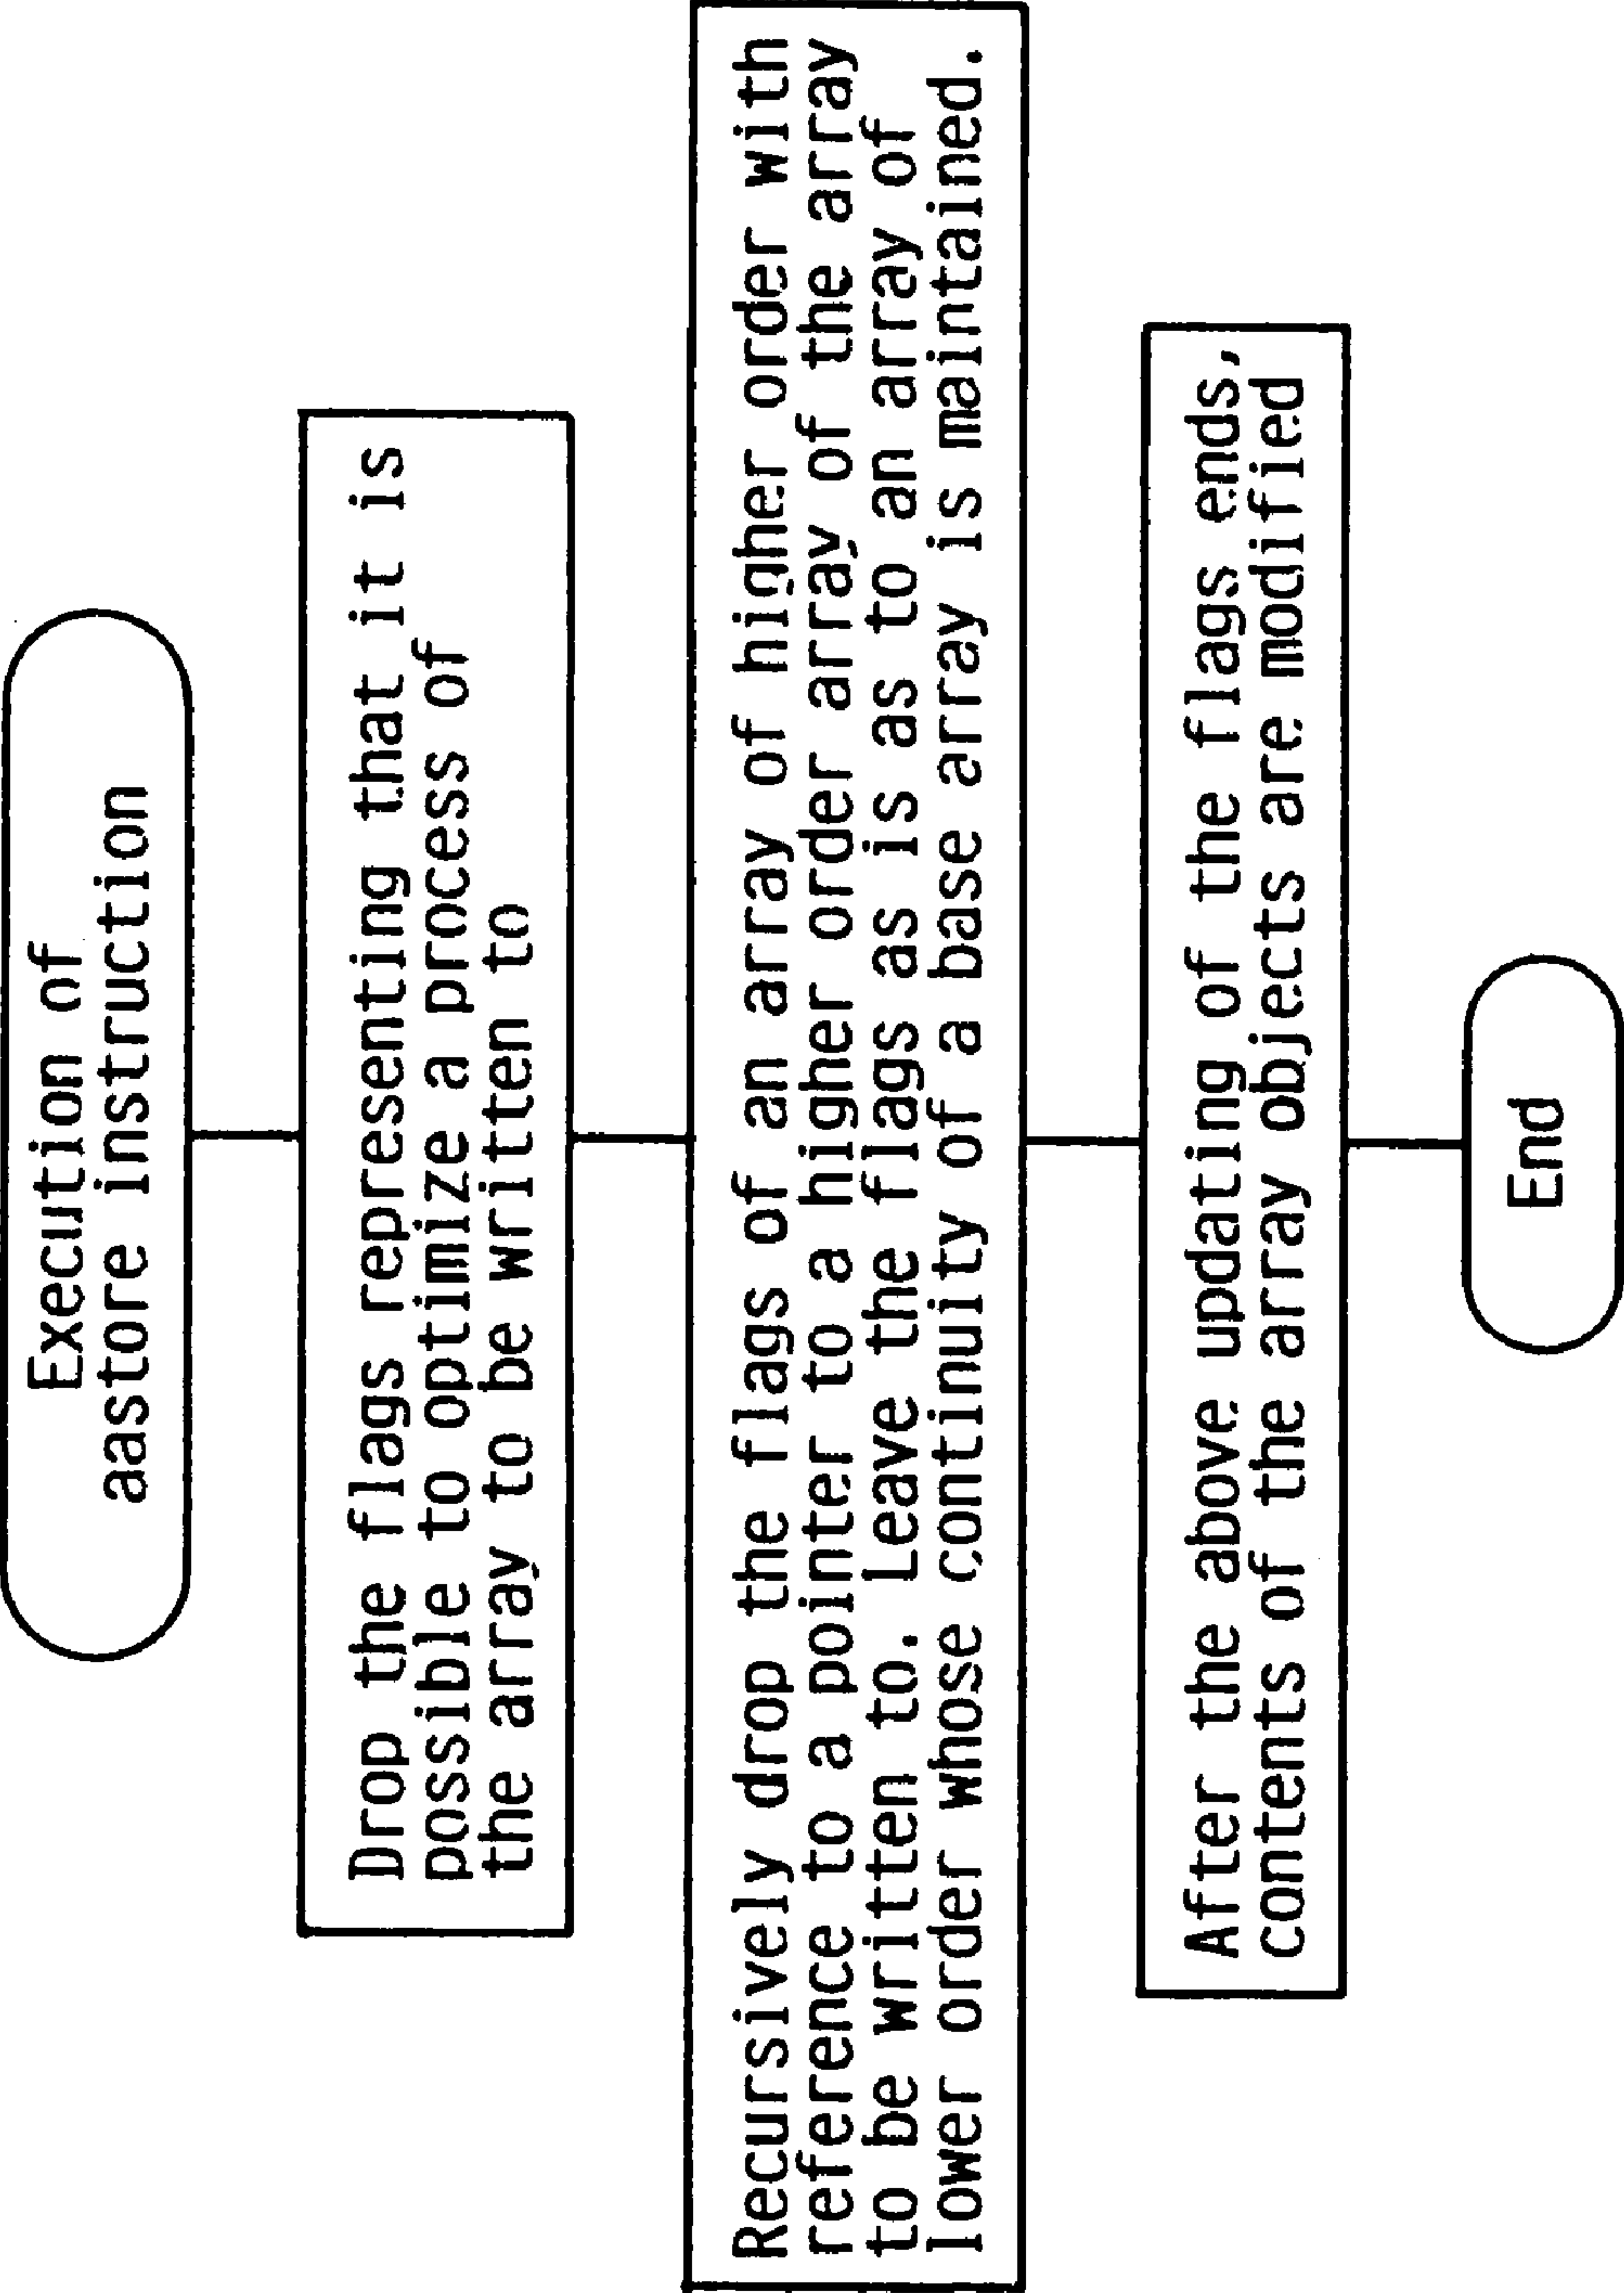 Execution of
aastore instruction
Drop the flags representing that it is
possible to optimize a process of
the array to be written to
Recursively drop the flags of an array of higher order with
reference to a pointer to a higher order array of the array
to be written to. Leave the flags as is as to an array of
lower order whose continuity of a base array is maintained.
After the above updating of the flags ends,
contents of the array objects are modified
End